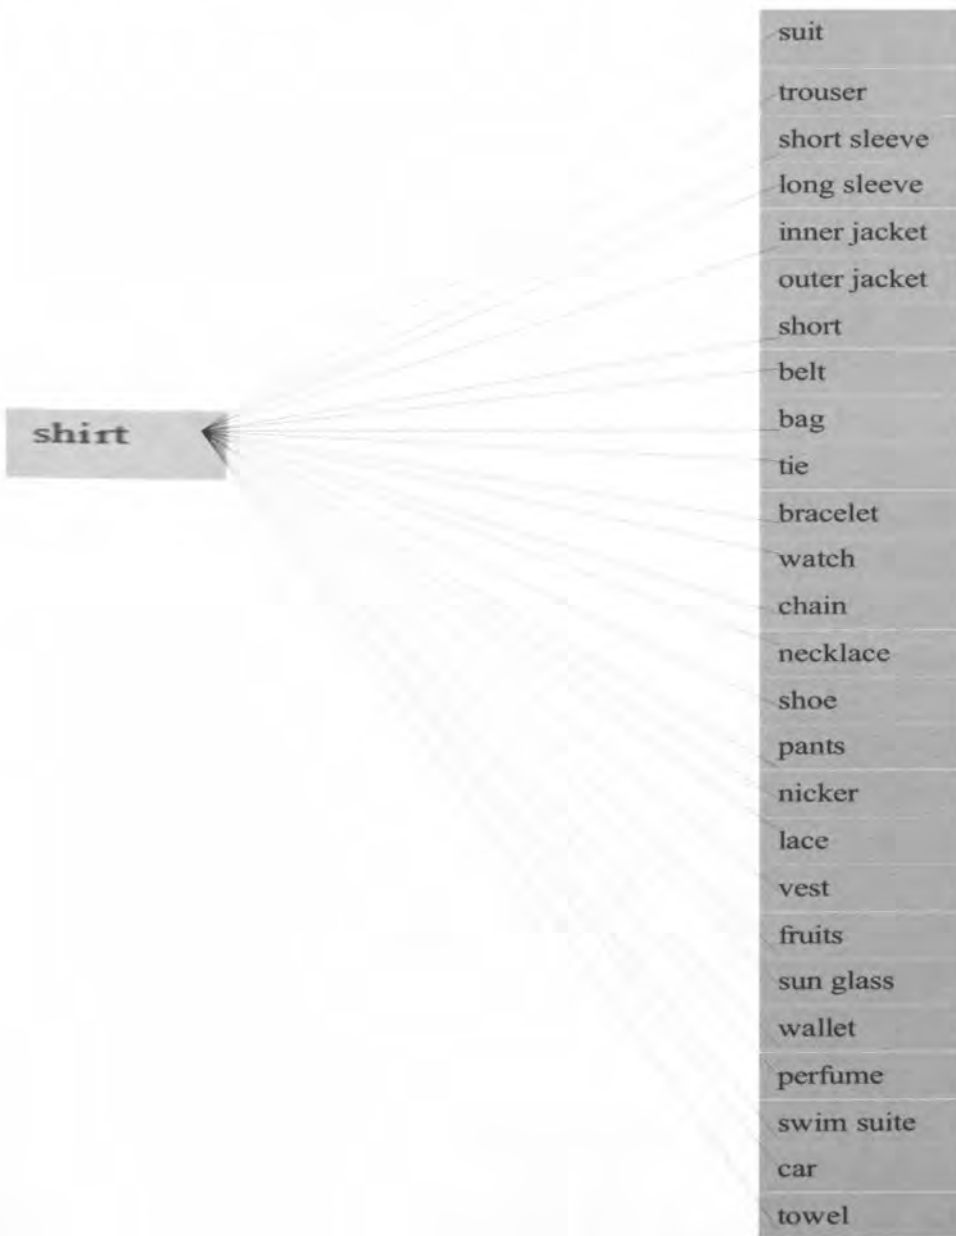 suit
trouser
short sleeve
long sleeve
inner jacket
outer jacket
short
belt
shirt
bag
tie
bracelet
watch
chain
necklace
shoe
pants
nicker
lace
vest
fruits
sun glass
wallet
perfume
swim suite
car
towel